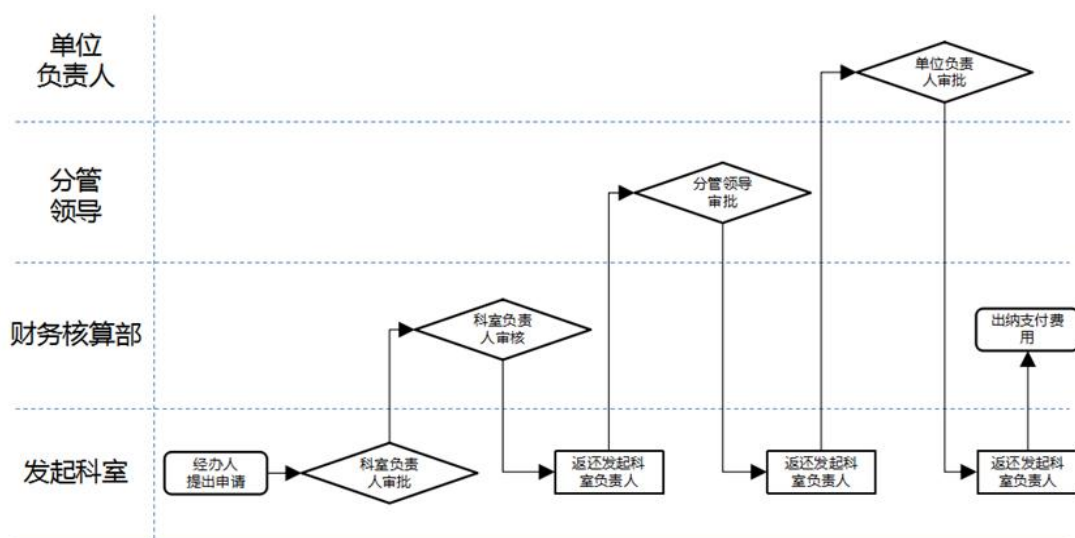 单位
负责人
单位负责
人审批
分管
领导
分管领导
审批
财务核算部
科室负责
人审核
出纳支付费
用
发起科室
经办人
提出申请
科室负责
人审批
返还发起科
室负责人
返还发起科
室负责人
返还发起科
室负责人